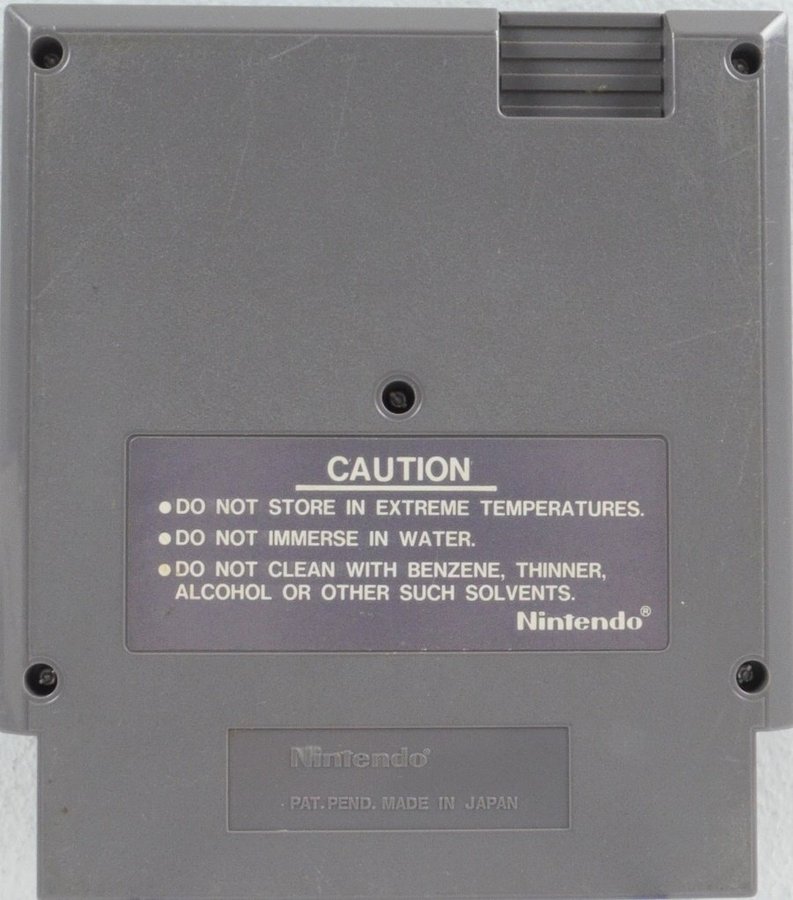 CAUTION
●DO NOT STORE IN EXTREME TEMPERATURES.
●DO NOT IMMERSE IN WATER.
●DO NOT CLEAN WITH BENZENE, THINNER,
ALCOHOL OR OTHER SUCH SOLVENTS.
Nintendo®
Nintendo®
PAT. PEND. MADE IN JAPAN